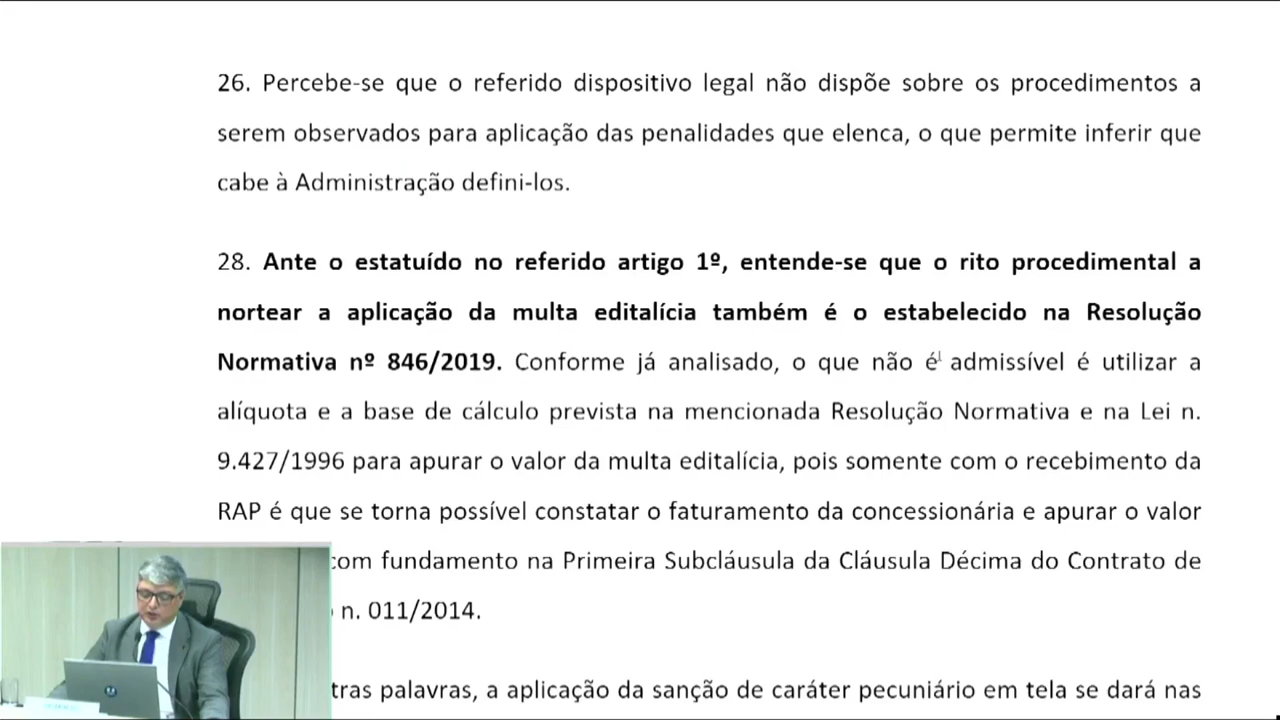 26. Percebe-se que o referido dispositivo legal não dispõe sobre os procedimentos a
serem observados para aplicação das penalidades que elenca, o que permite inferir que
cabe à Administração defini-los.
28. Ante o estatuído no referido artigo 1º, entende-se que o rito procedimental a
nortear a aplicação da multa editalícia também é o estabelecido na Resolução
Normativa nº 846/2019. Conforme já analisado, o que não é admissível é utilizar a
alíquota e a base de cálculo prevista na mencionada Resolução Normativa e na Lei n.
9.427/1996 para apurar o valor da multa editalícia, pois somente com o recebimento da
RAP é que se torna possível constatar o faturamento da concessionária e apurar o valor
com fundamento na Primeira Subcláusula da Cláusula Décima do Contrato de
n. 011/2014.
tras palavras, a aplicação da sanção de caráter pecuniário em tela se dará nas